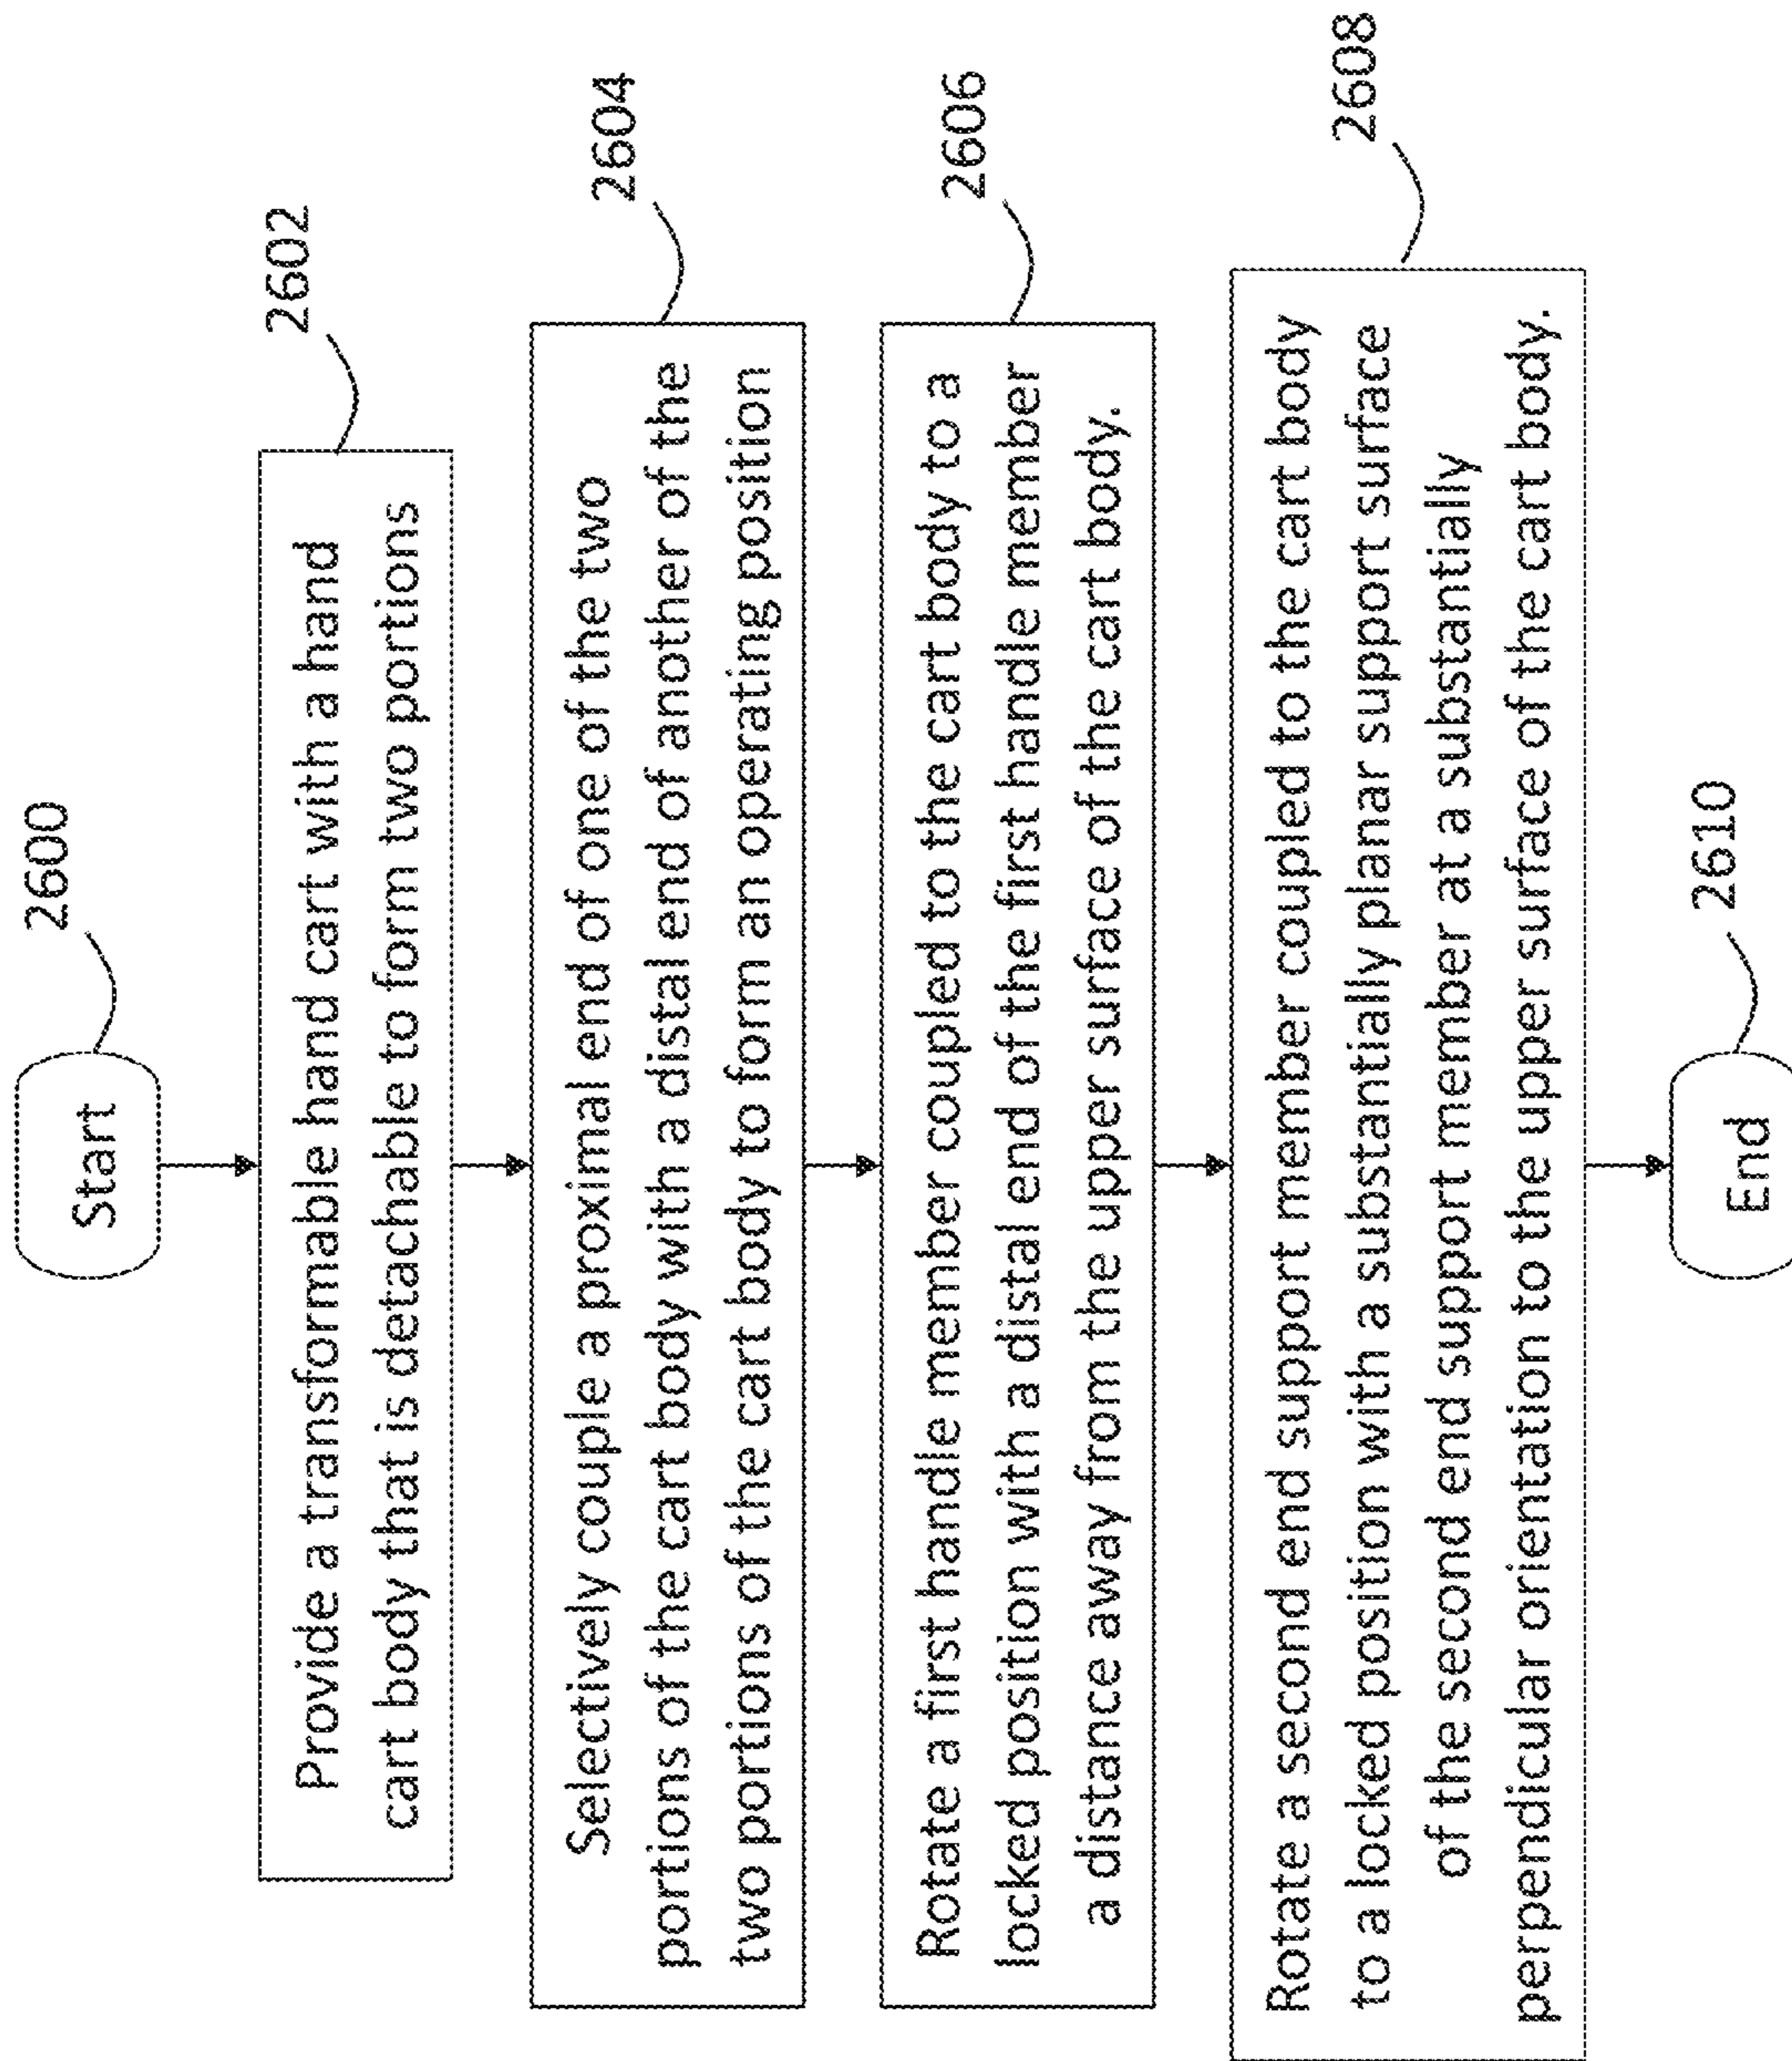 Start
2600
Provide a transformable hand cart with a hand
cart body that is detachable to form two portions
2602
Selectively couple a proximal end of one of the two
portions of the cart body with a distal end of another of the
two portions of the cart body to form an operating position
2604
Rotate a first handle member coupled to the cart body to a
locked position with a distal end of the first handle member
a distance away from the upper surface of the cart body.
2606
Rotate a second end support member coupled to the cart body
to a locked position with a substantially planar support surface
of the second end support member at a substantially
perpendicular orientation to the upper surface of the cart body.
2608
End
2610